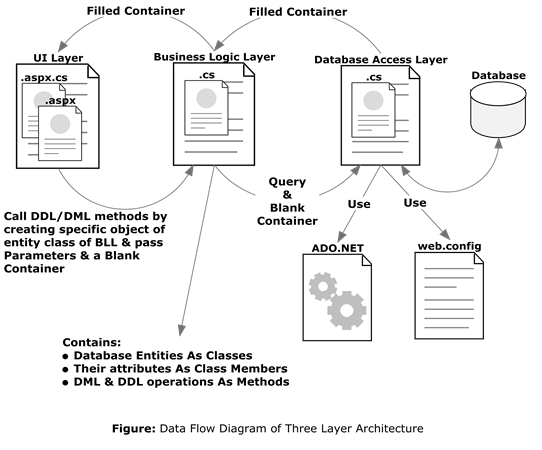 Filled Container
Filled Container
UI Layer
Business Logic Layer
Database Access Layer
Database
.aspx.cs
.aspx
.cs
.cs
Query
&
Blank
Container
Use
Use
Call DDL/DML methods by
creating specific object of
entity class of BLL & pass
Parameters & a Blank
Container
ADO.NET
web.config
Contains:
● Database Entities As Classes
● Their attributes As Class Members
● DML & DDL operations As Methods
Figure: Data Flow Diagram of Three Layer Architecture